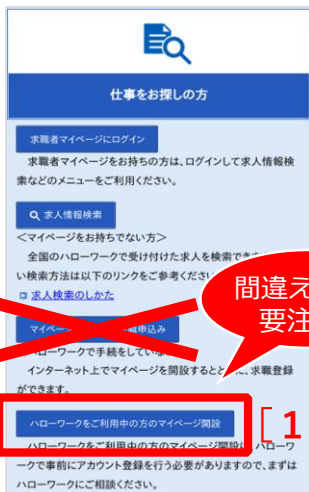 仕事をお探しの方
求職者マイページにログイン
求職者マイページをお持ちの方は、ログインして求人情報検
索などのメニューをご利用ください。
求人情報検索
<マイページをお持ちでない方>
全国のハローワークで受け付けた求人を検索でき
い検索方法は以下のリンクをご参考くださ
求人検索のしかた
間違え
要注
マイペー 申込み
ローワークで手続をしてい
インターネット上でマイページを開設すると 求職登録
ができます。
ハローワークをご利用中の方のマイページ開設
[1
ハローワークをご利用中の方のマイページ開設 ハローワ
ークで事前にアカウント登録を行う必要がありますので、まずは
ハローワークにご相談ください。